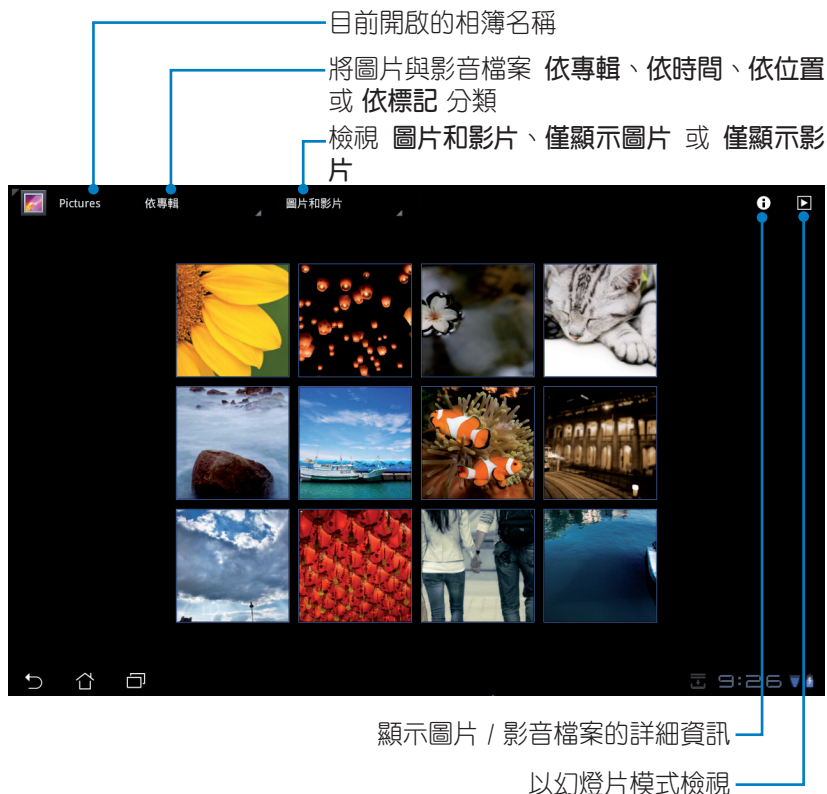 目前開啟的相簿名稱
將圖片與影音檔案 依專輯、依時間、依位置
或 依標記 分類
檢視 圖片和影片、僅顯示圖片 或 僅顯示影
片
Pictures 依專輯 圖片和影片
9:26
顯示圖片 / 影音檔案的詳細資訊
以幻燈片模式檢視